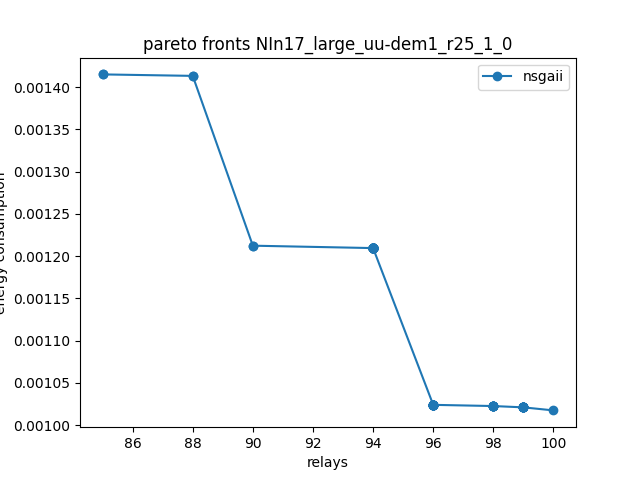 pareto fronts NIn17_large_uu-dem1_r25_1_0
nsgaii
0.00140
0.00135
0.00130
0.00125
0.00120
0.00115
0.00110
0.00105
0.00100
energy consumption
86 88 90 92 94 96 98 100
relays